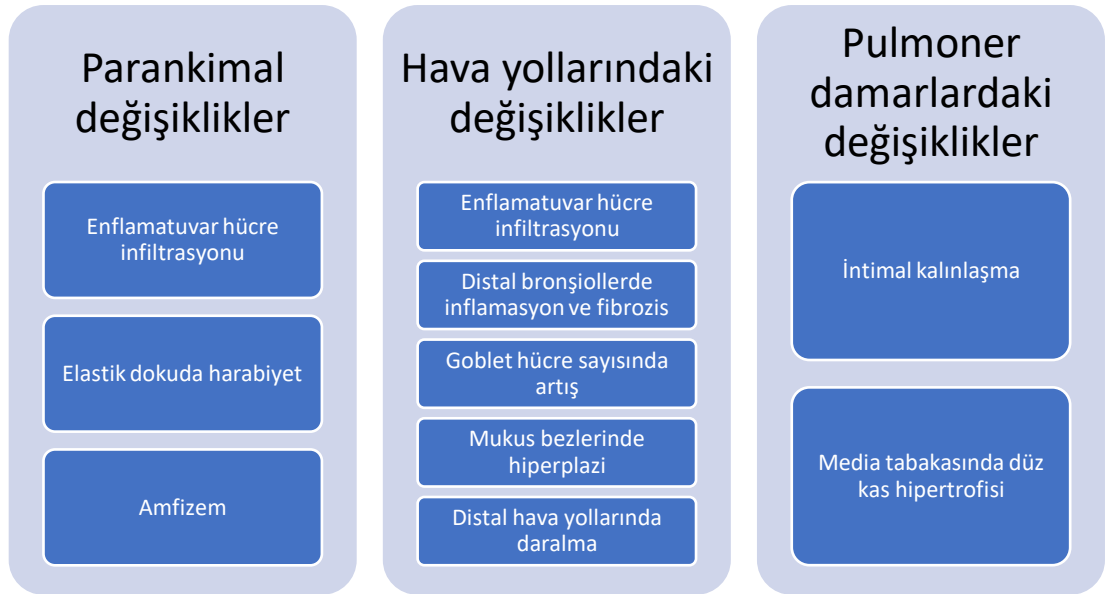 Parankimal
değişiklikler
Enflamatuvar hücre
infiltrasyonu
Elastik dokuda harabiyet
Amfizem
Hava yollarındaki
değişiklikler
Enflamatuvar hücre
infiltrasyonu
Distal bronşiollerde
inflamasyon ve fibrozis
Goblet hücre sayısında
artış
Mukus bezlerinde
hiperplazi
Distal hava yollarında
daralma
Pulmoner
damarlardaki
değişiklikler
İntimal kalınlaşma
Media tabakasında düz
kas hipertrofisi